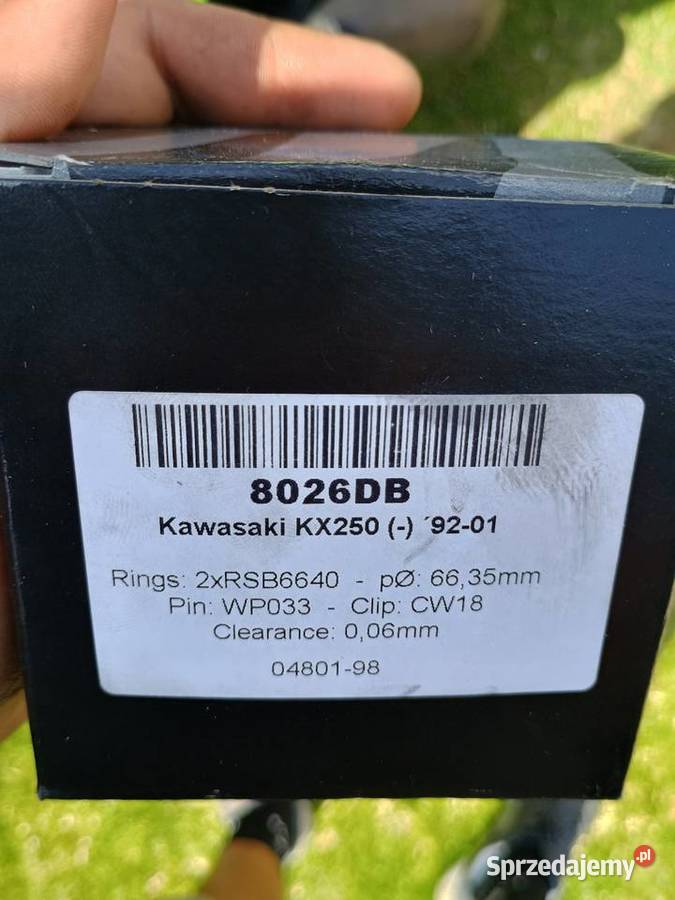 8026DB
Kawasaki KX250 (-) ´92-01
Rings: 2xRSB6640 - pØ: 66,35mm
Pin: WP033 - Clip: CW18
Clearance: 0,06mm
04801-98
Sprzedajemy.pl